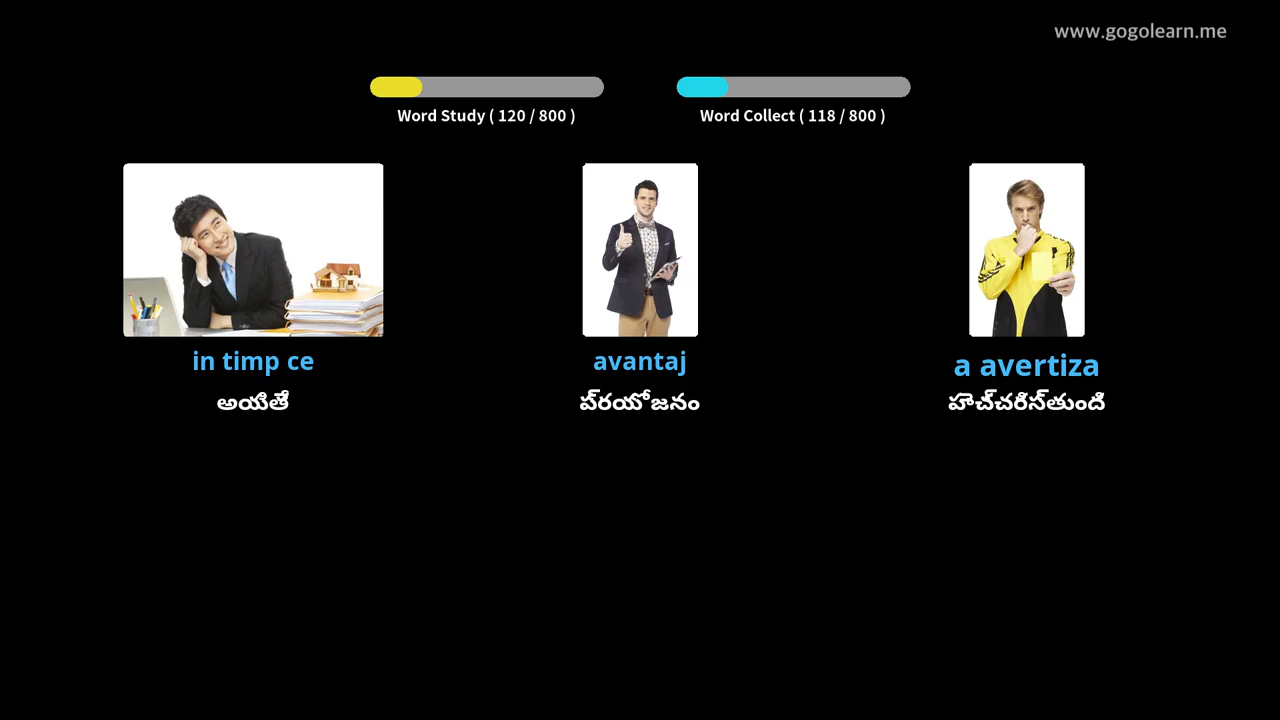 www.gogolearn.me
Word Study ( 120 / 800 )
Word Collect ( 118 / 800 )
in timp ce
avantaj
a avertiza
అయితే
ప్రయోజనం
హెచ్చరిస్తుంది